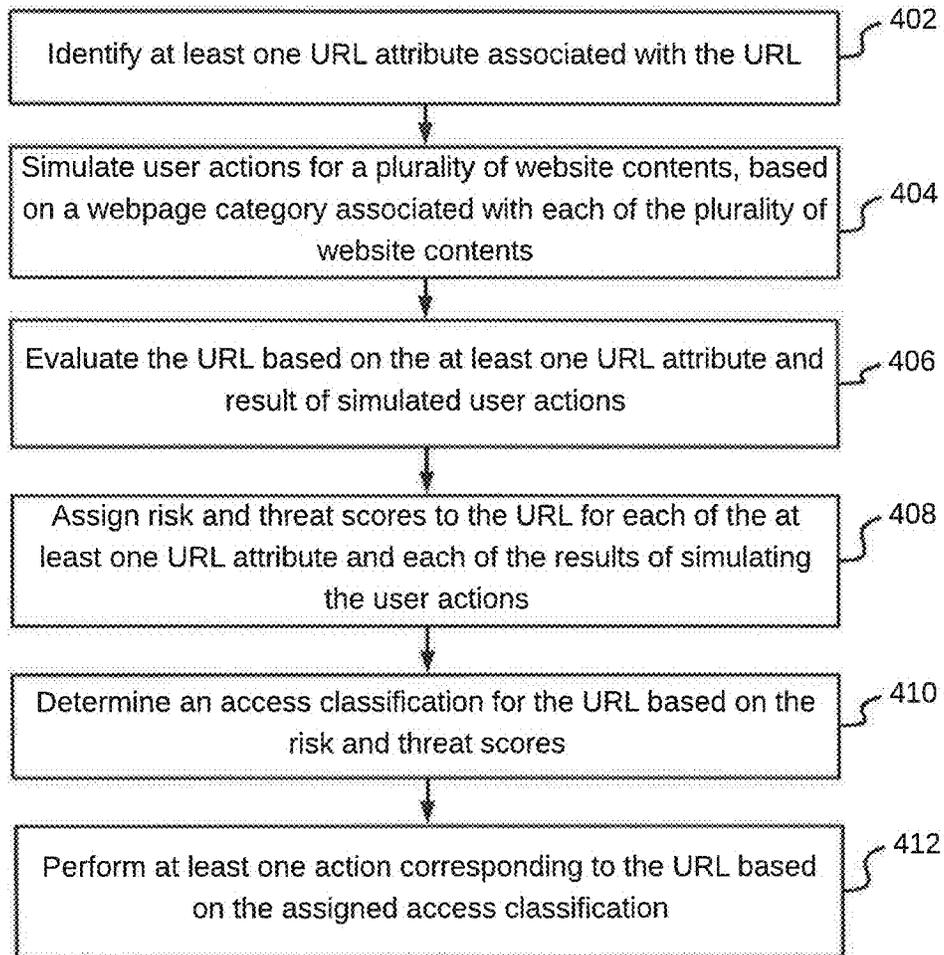 402
Identify at least one URL attribute associated with the URL
Simulate user actions for a plurality of website contents, based
on a webpage category associated with each of the plurality of
website contents
404
Evaluate the URL based on the at least one URL attribute and
result of simulated user actions
406
Assign risk and threat scores to the URL for each of the at
least one URL attribute and each of the results of simulating
the user actions
408
Determine an access classification for the URL based on the
risk and threat scores
410
Perform at least one action corresponding to the URL based
on the assigned access classification
412